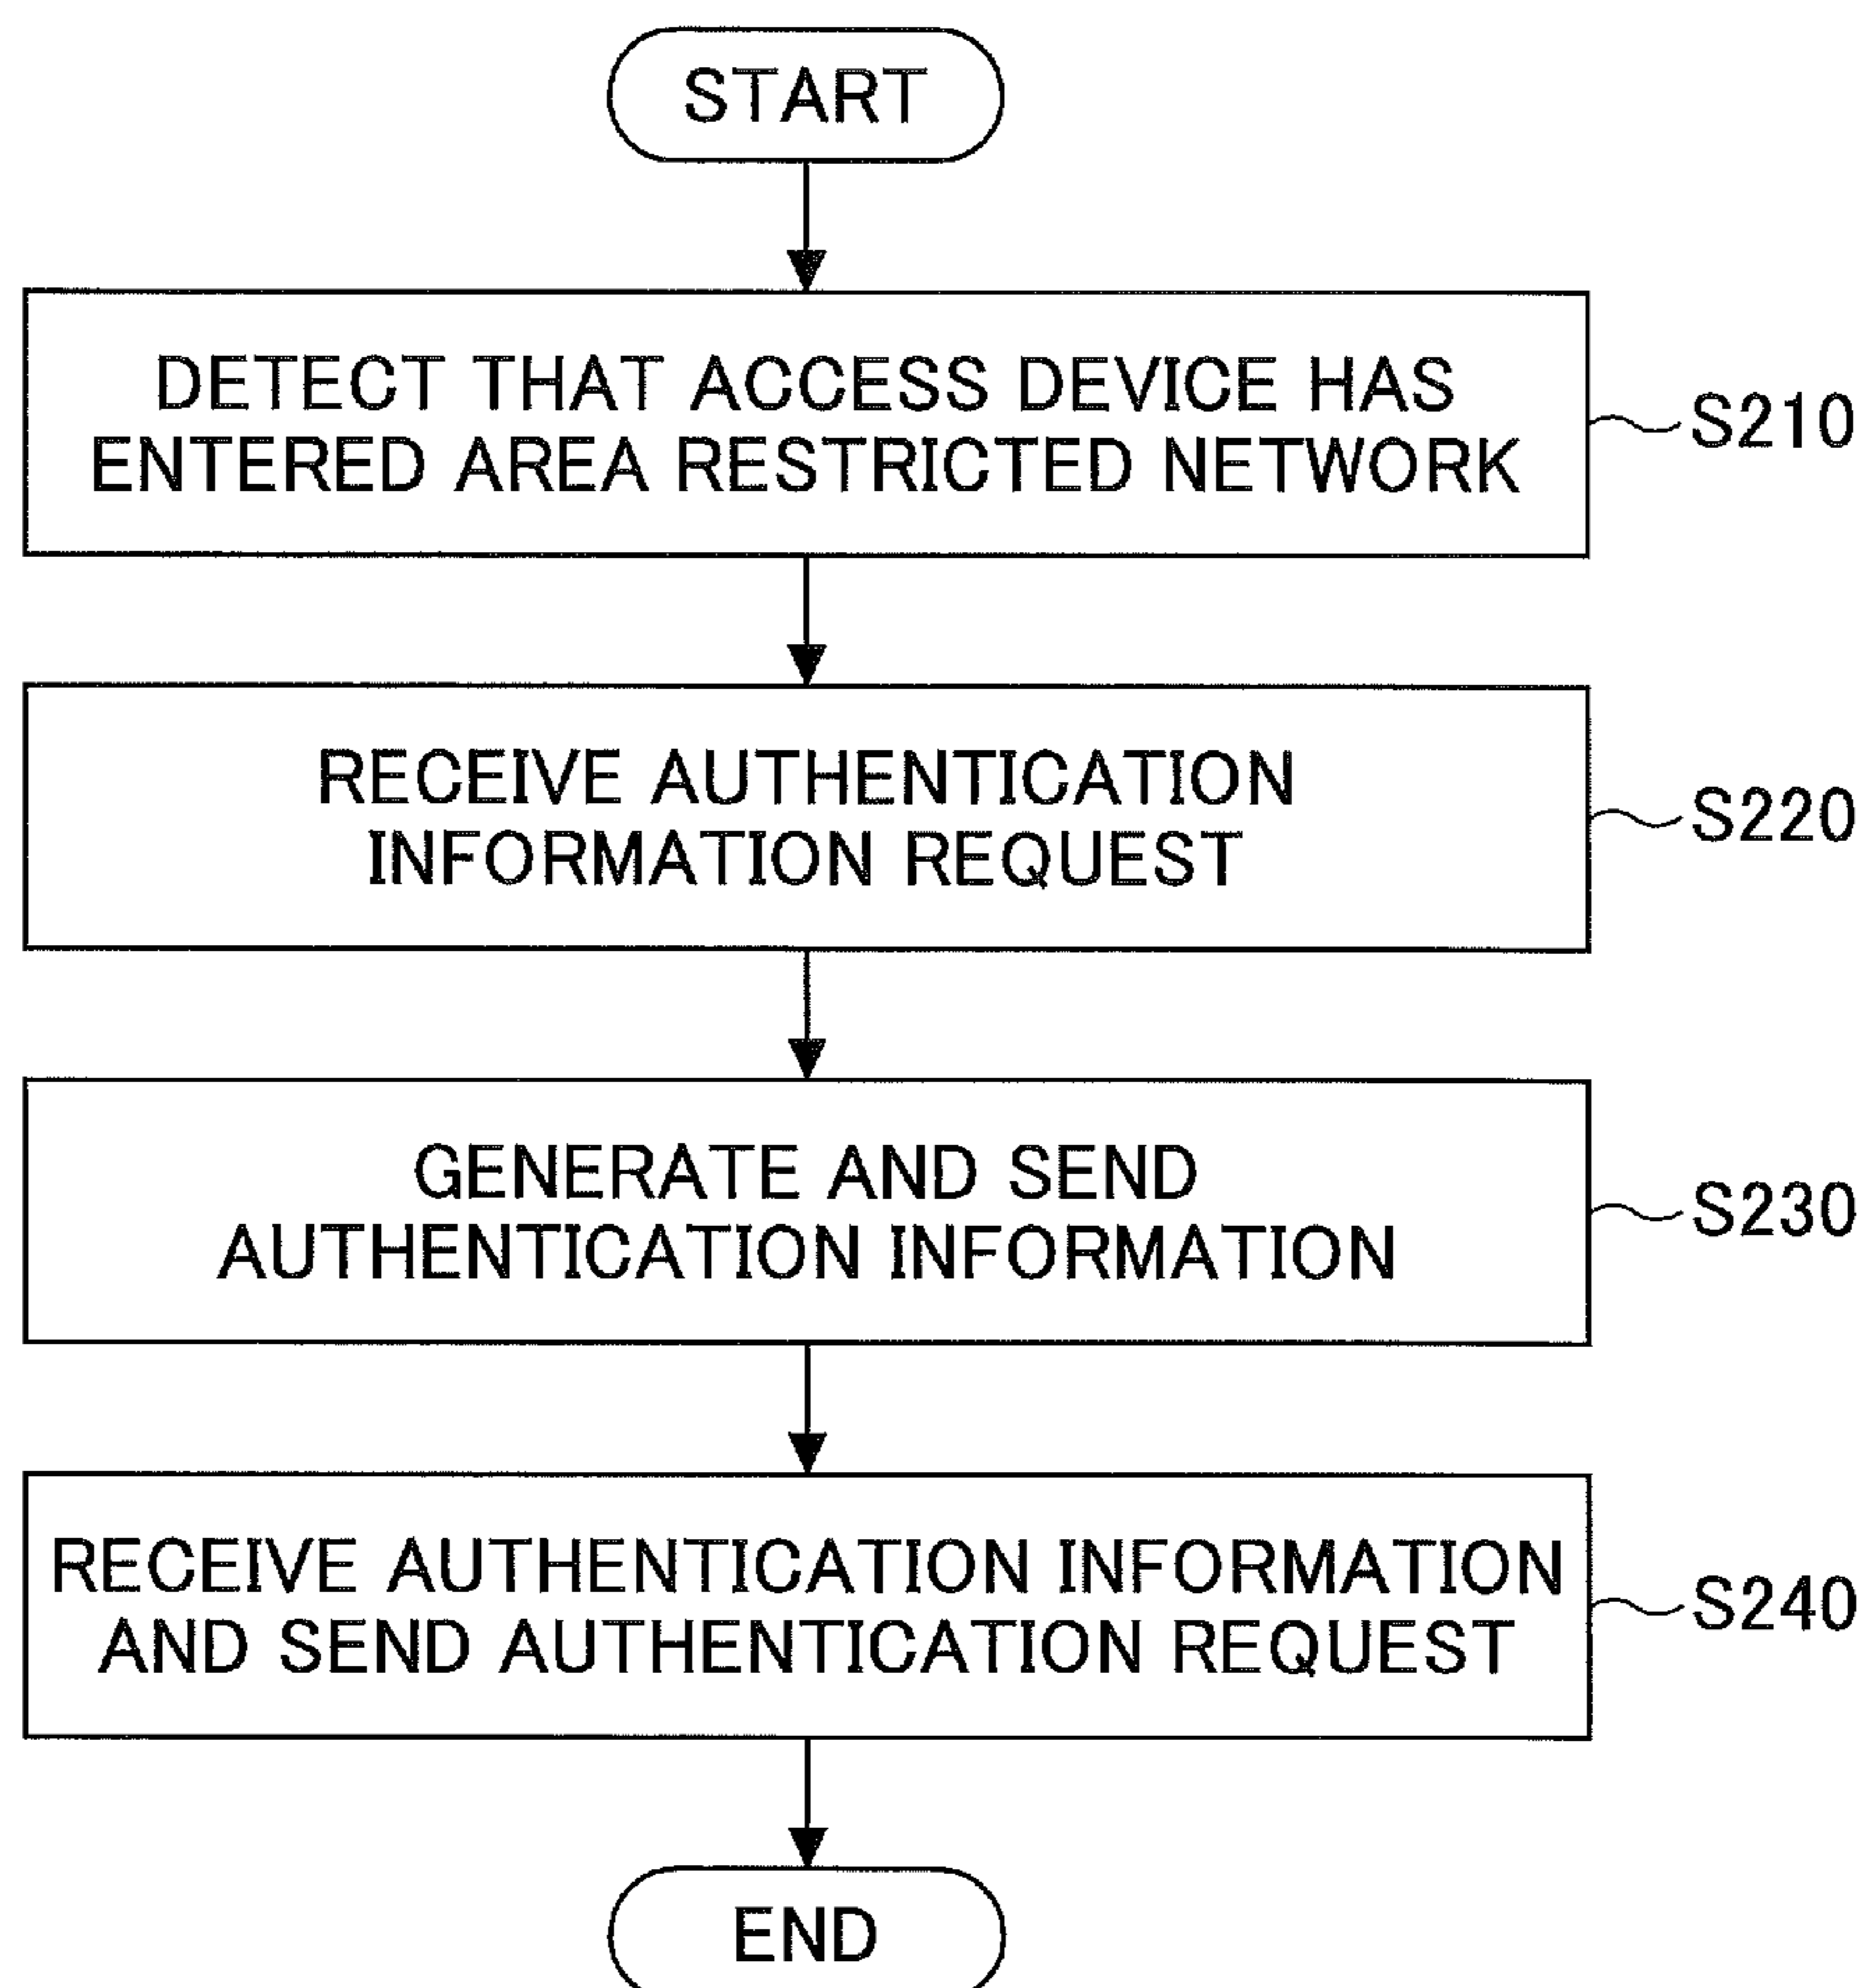 START
DETECT THAT ACCESS DEVICE HAS
ENTERED AREA RESTRICTED NETWORK
S210
RECEIVE AUTHENTICATION
INFORMATION REQUEST
S220
GENERATE AND SEND
AUTHENTICATION INFORMATION
S230
RECEIVE AUTHENTICATION INFORMATION
AND SEND AUTHENTICATION REQUEST
S240
END